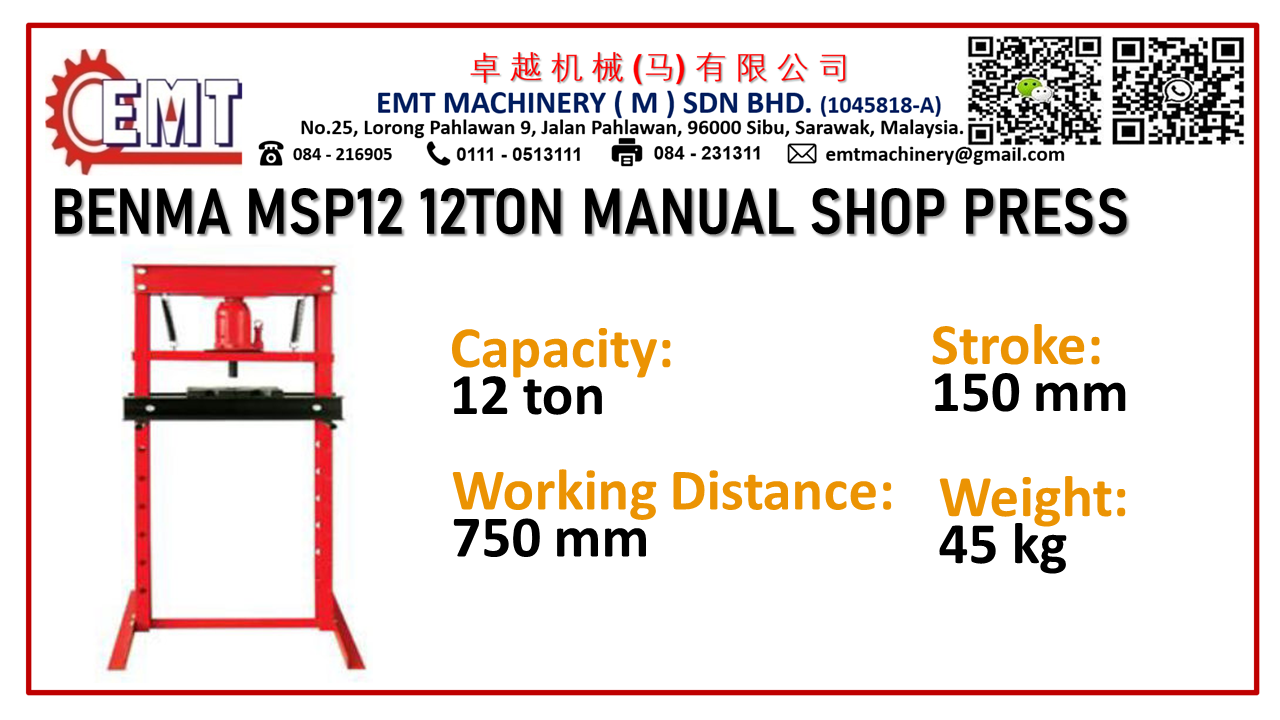 EMT
卓越机械(马)有限公司
EMT MACHINERY ( M ) SDN BHD. (1045818-A)
No.25, Lorong Pahlawan 9, Jalan Pahlawan, 96000 Sibu, Sarawak, Malaysia.
084 - 216905 0111 - 0513111 084 - 231311 emtmachinery@gmail.com
BENMA MSP12 12TON MANUAL SHOP PRESS
Capacity:
12 ton
Stroke:
150 mm
Working Distance:
750 mm
Weight:
45 kg